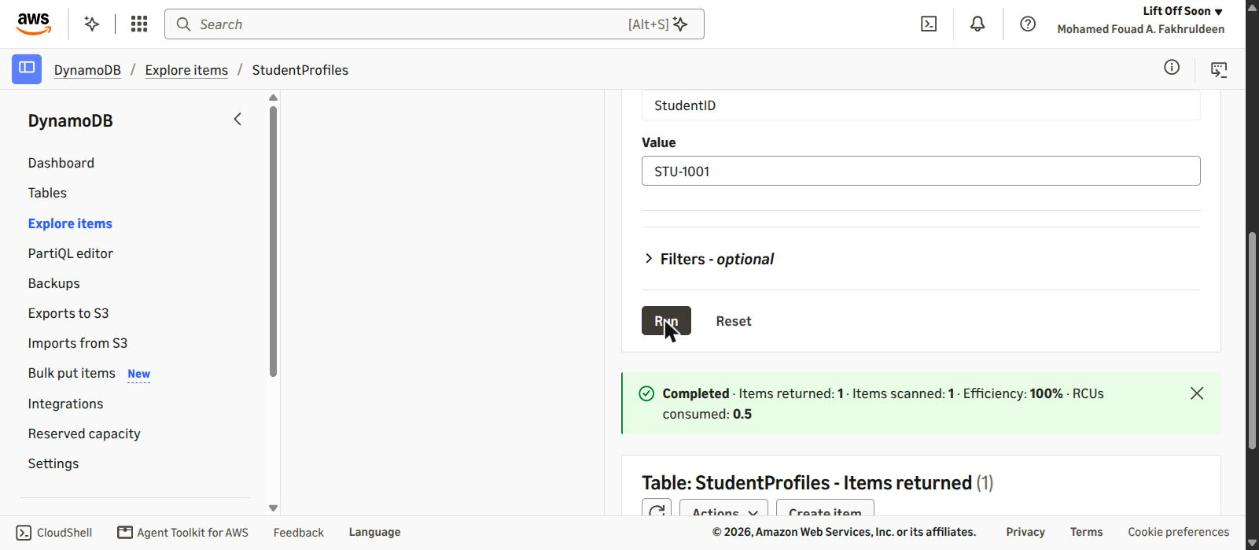 aws
Search
[Alt+S]
Lift Off Soon ▼
Mohamed Fouad A. Fakhruldeen
DynamoDB / Explore items / StudentProfiles
DynamoDB
Dashboard
Tables
Explore items
PartiQL editor
Backups
Exports to S3
Imports from S3
Bulk put items New
Integrations
Reserved capacity
Settings
StudentID
Value
STU-1001
Filters - optional
Run
Reset
Completed · Items returned: 1 · Items scanned: 1 · Efficiency: 100% · RCUs
consumed: 0.5
Table: StudentProfiles - Items returned (1)
Actions
Create item
CloudShell
Agent Toolkit for AWS
Feedback
Language
© 2026, Amazon Web Services, Inc. or its affiliates.
Privacy
Terms
Cookie preferences